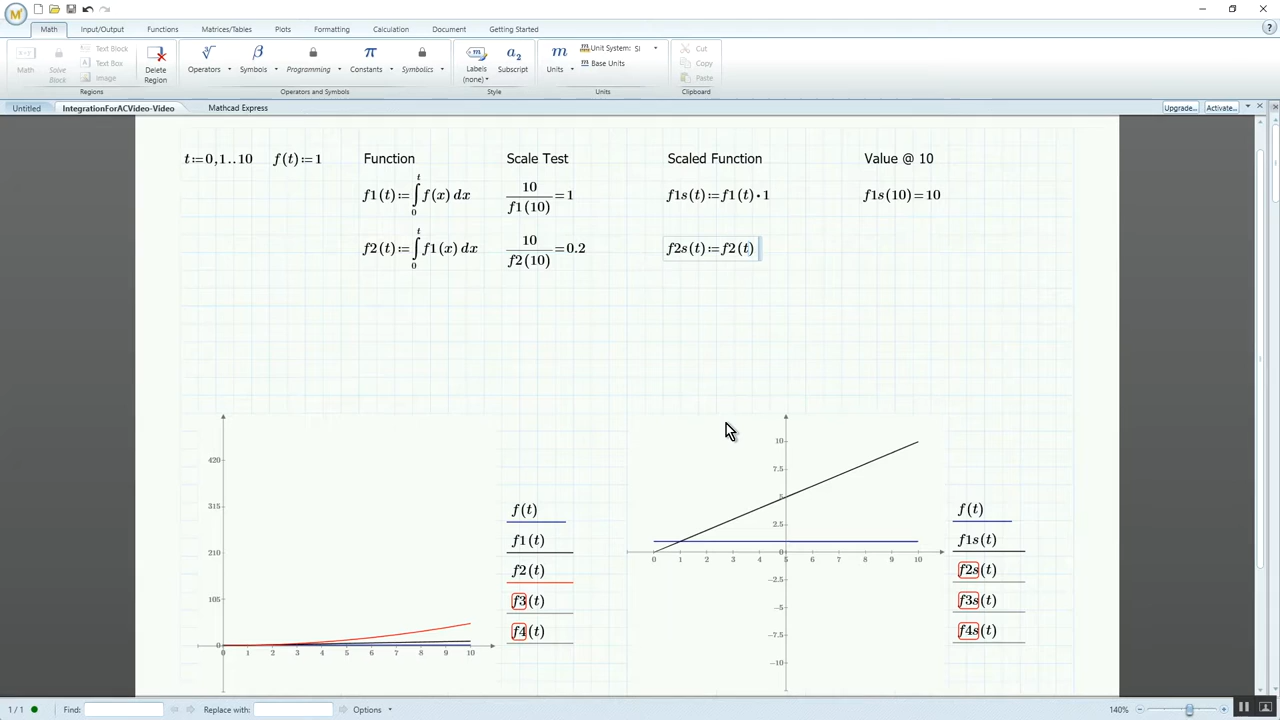 Math Input/Output Functions Matrices/Tables Plots Formatting Calculation Document Getting Started
Math Solve Block Text Block Text Box Image Delete Region
Operators Symbols Programming Constants Symbolics
Labels (none) Subscript
Units Unit System: SI Base Units
Cut Copy Paste
Regions Operators and Symbols Style Units Clipboard
Untitled IntegrationForACVideo-Video Mathcad Express Upgrade... Activate...
t:=0,1..10 f(t):=1 Function Scale Test Scaled Function Value @ 10
f1(t):=∫₀ᵗ f(x) dx 10/f1(10)=1 f1s(t):=f1(t)·1 f1s(10)=10
f2(t):=∫₀ᵗ f1(x) dx 10/f2(10)=0.2 f2s(t):=f2(t)
420
315
210
105
0
0 1 2 3 4 5 6 7 8 9 10
f(t)
f1(t)
f2(t)
f3(t)
f4(t)
10
7.5
5
2.5
0 1 2 3 4 5 6 7 8 9 10
−2.5
−5
−7.5
−10
f(t)
f1s(t)
f2s(t)
f3s(t)
f4s(t)
1 / 1 Find: Replace with: Options 140%